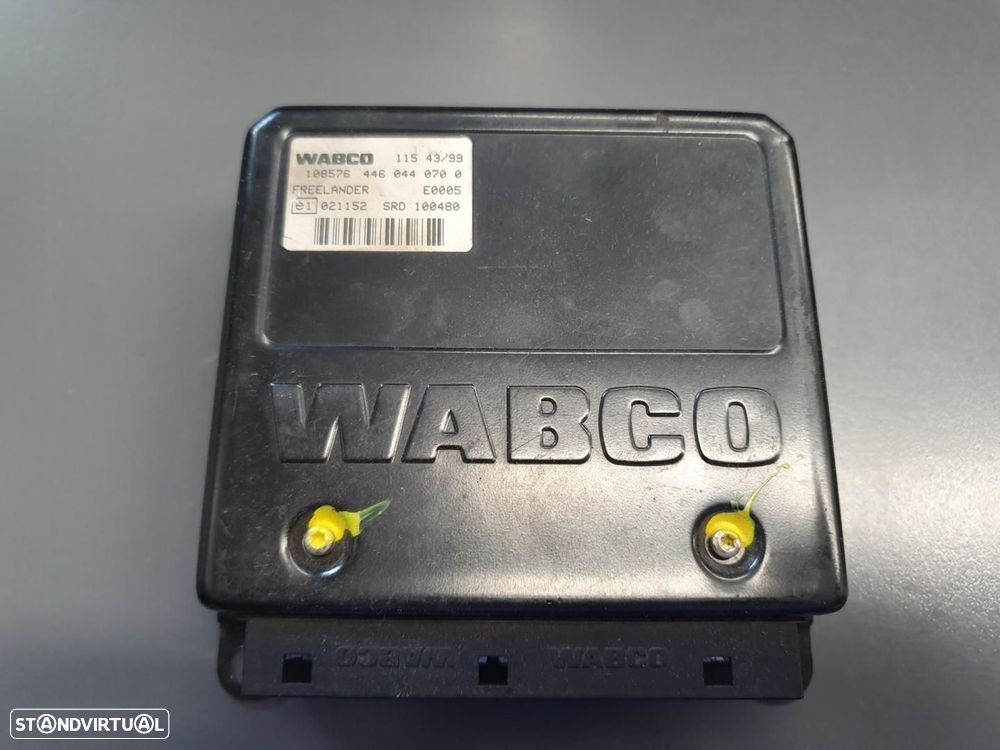 WABCO 115 43/99
108576 446 044 070 0
FREELANDER E0005
e1 021152 SRD 100480
WABCO
WABCO WABCO
STANDVIRTUAL